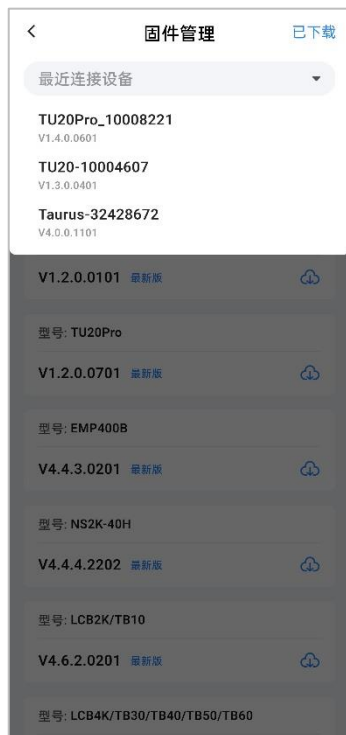 固件管理
已下载
最近连接设备
TU20Pro_10008221
V1.4.0.0601
TU20-10004607
V1.3.0.0401
Taurus-32428672
V4.0.0.1101
V1.2.0.0101 最新版
型号: TU20Pro
V1.2.0.0701 最新版
型号: EMP400B
V4.4.3.0201 最新版
型号: NS2K-40H
V4.4.4.2202 最新版
型号: LCB2K/TB10
V4.6.2.0201 最新版
型号: LCB4K/TB30/TB40/TB50/TB60